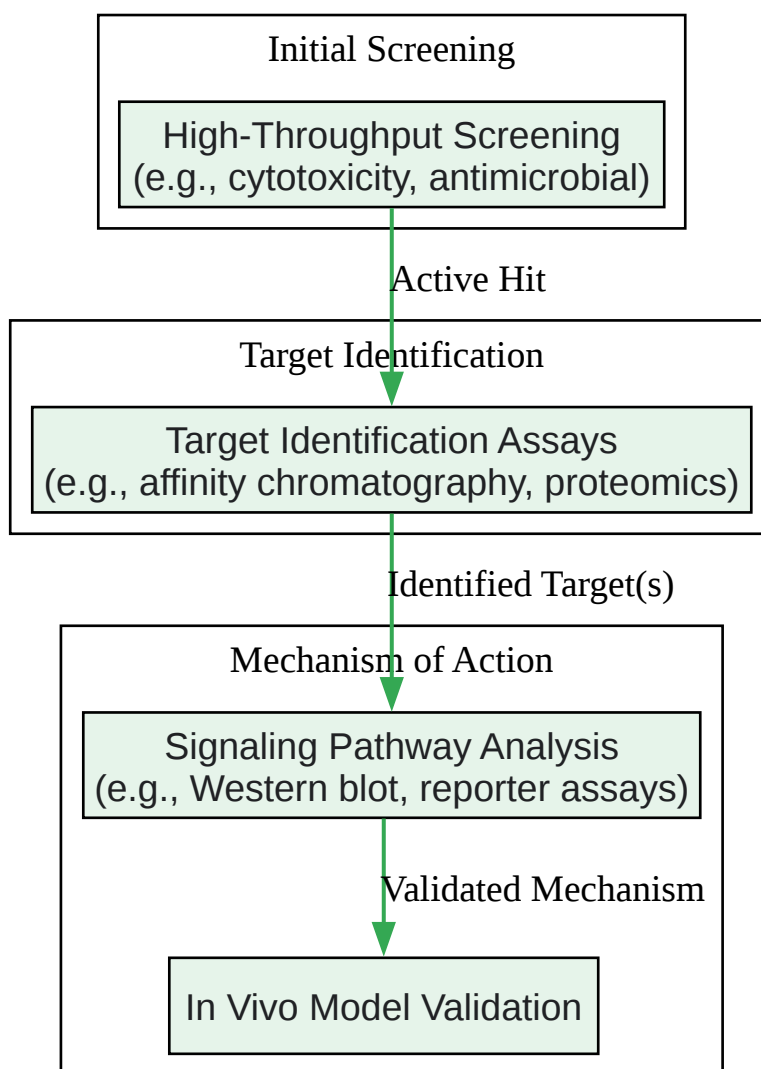 Initial Screening
High-Throughput Screening
(e.g., cytotoxicity, antimicrobial)
Active Hit
Target Identification
Target Identification Assays
(e.g., affinity chromatography, proteomics)
Identified Target(s)
Mechanism of Action
Signaling Pathway Analysis
(e.g., Western blot, reporter assays)
Validated Mechanism
In Vivo Model Validation